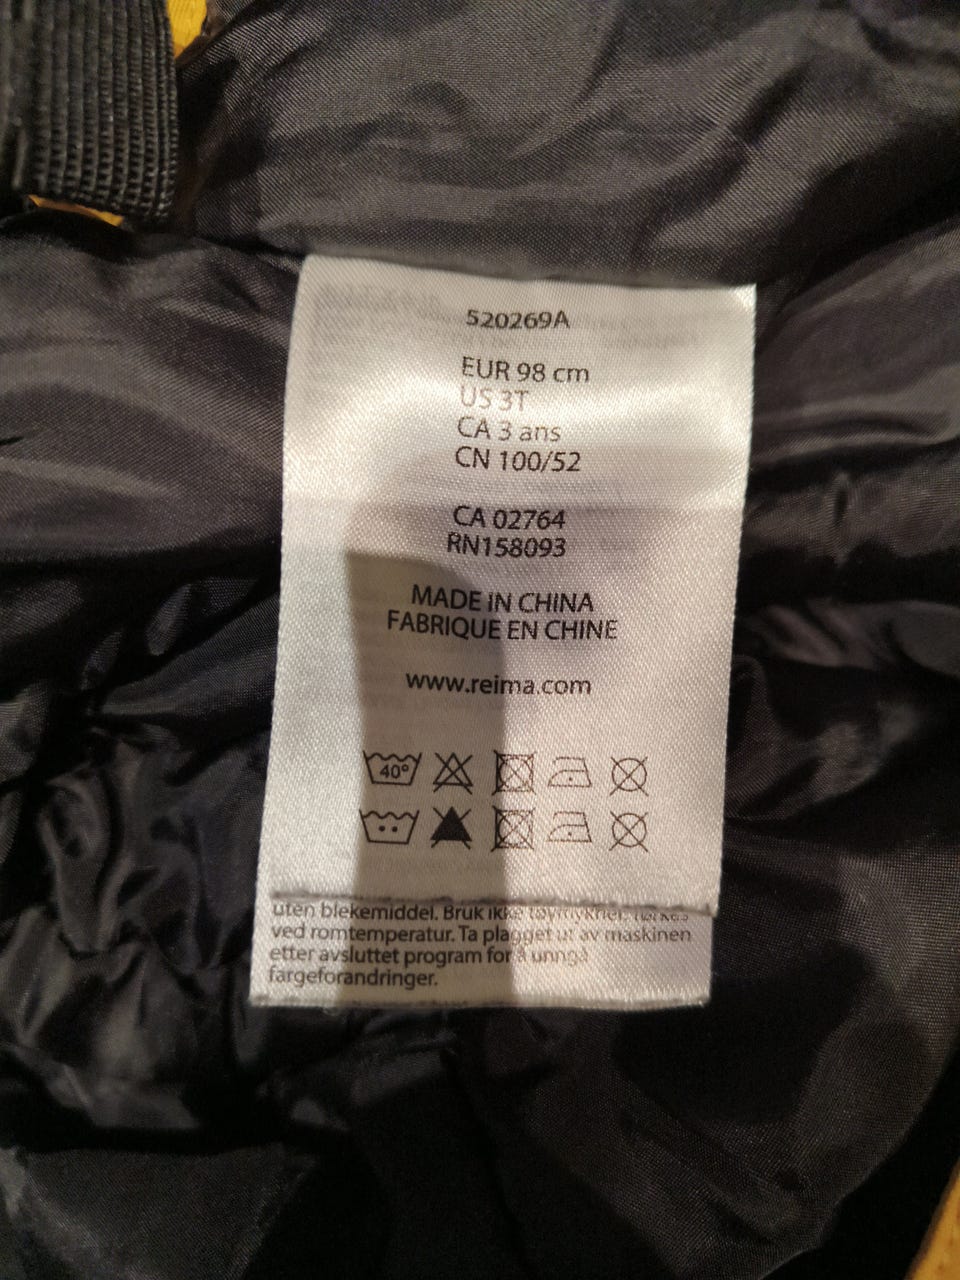 520269A
EUR 98 cm
US 3T
CA 3 ans
CN 100/52
CA 02764
RN158093
MADE IN CHINA
FABRIQUE EN CHINE
www.reima.com
40°
uten blekemiddel. Bruk ikke tøymykner. Tørkes
ved romtemperatur. Ta plagget ut av maskinen
etter avsluttet program for å unngå
fargeforandringer.